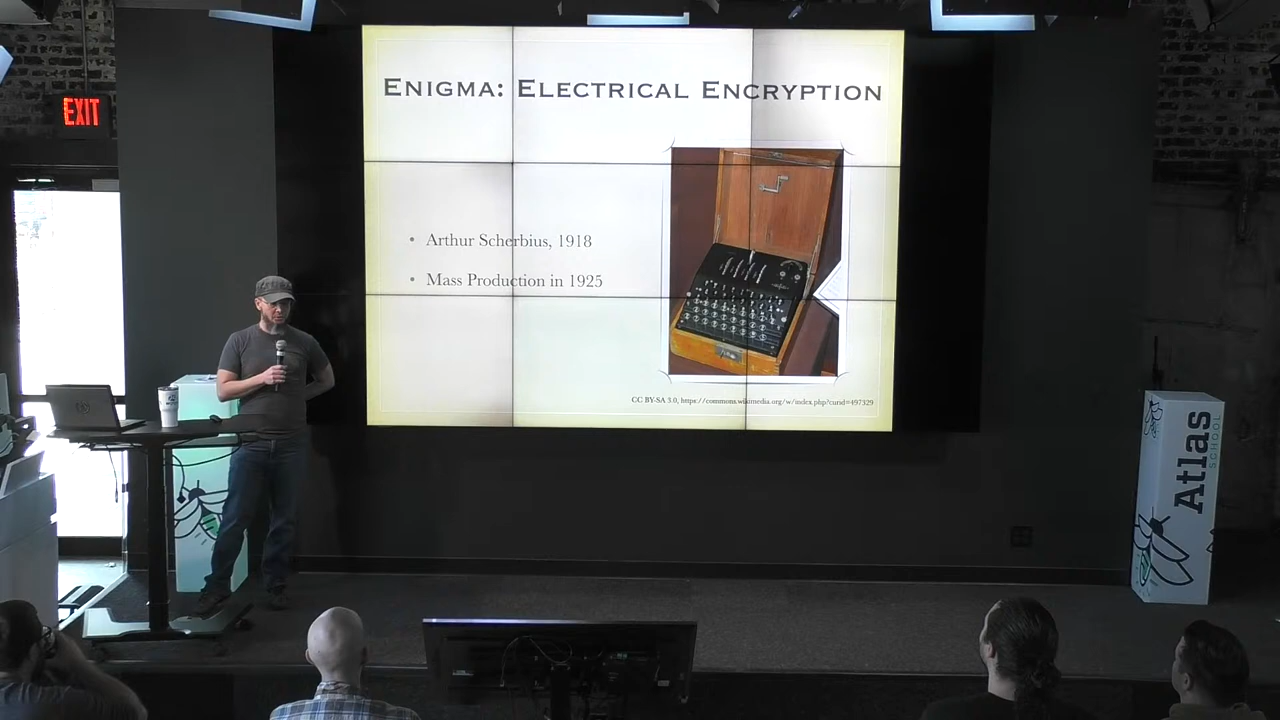 EXIT
ENIGMA: ELECTRICAL ENCRYPTION
• Arthur Scherbius, 1918
• Mass Production in 1925
CC BY-SA 3.0, https://commons.wikimedia.org/w/index.php?curid=497329
Atlas
SCHOOL